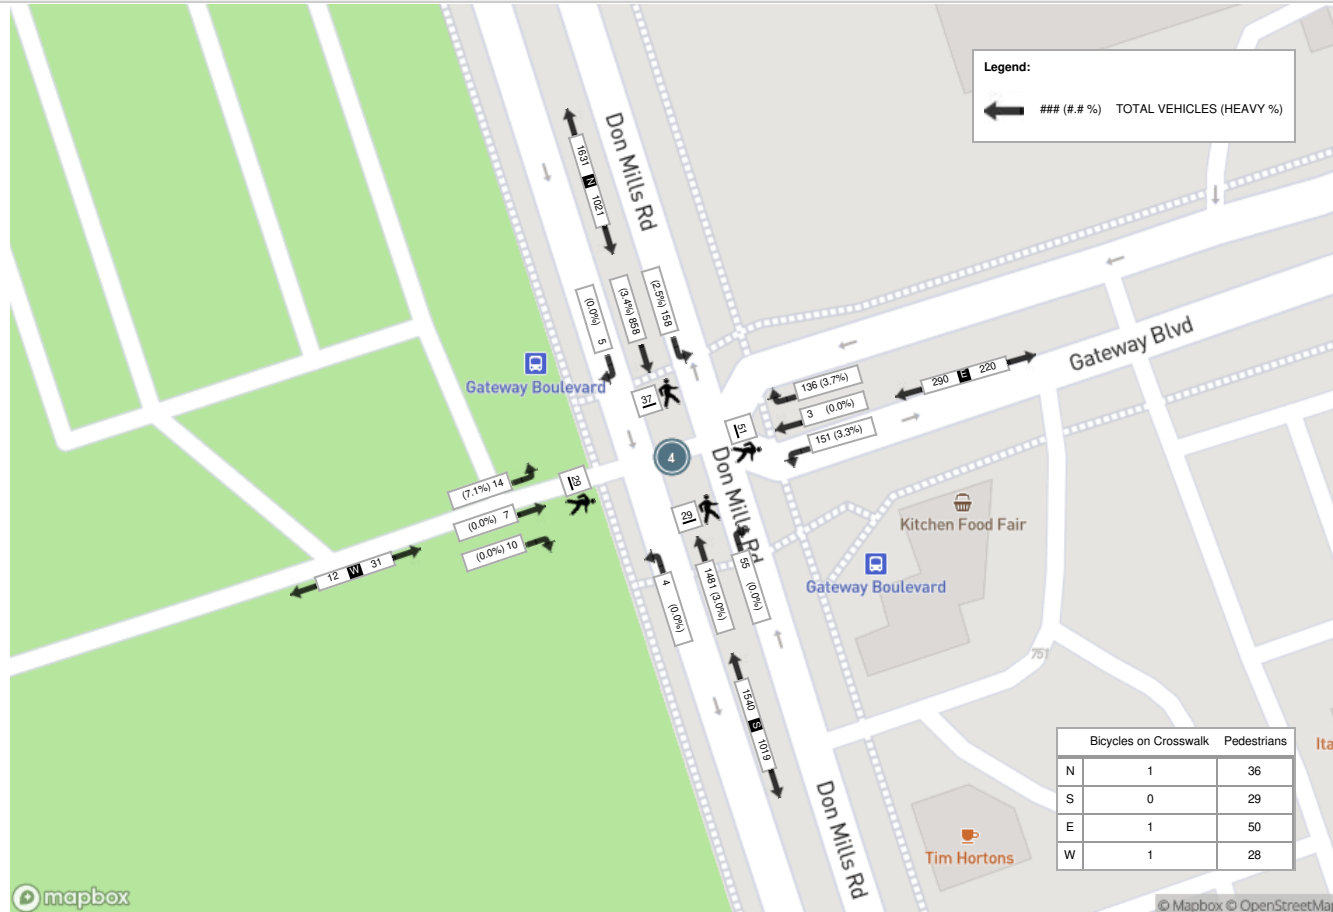 Legend:
### (#.# %) TOTAL VEHICLES (HEAVY %)
Don Mills Rd
1631 N 1021
(0.0%) 5
(3.4%) 858
(2.5%) 158
Gateway Boulevard
37
136 (3.7%)
3 (0.0%)
151 (3.3%)
290 E 220
Gateway Blvd
51
4
Don Mills Rd
(7.1%) 14
(0.0%) 7
(0.0%) 10
29
12 W 31
29
4 (0.0%)
1481 (3.0%)
55 (0.0%)
Kitchen Food Fair
Gateway Boulevard
751
1540 S 1019
Bicycles on Crosswalk Pedestrians
N 1 36
S 0 29
E 1 50
W 1 28
Ita
Don Mills Rd
Tim Hortons
mapbox
© Mapbox © OpenStreetMap